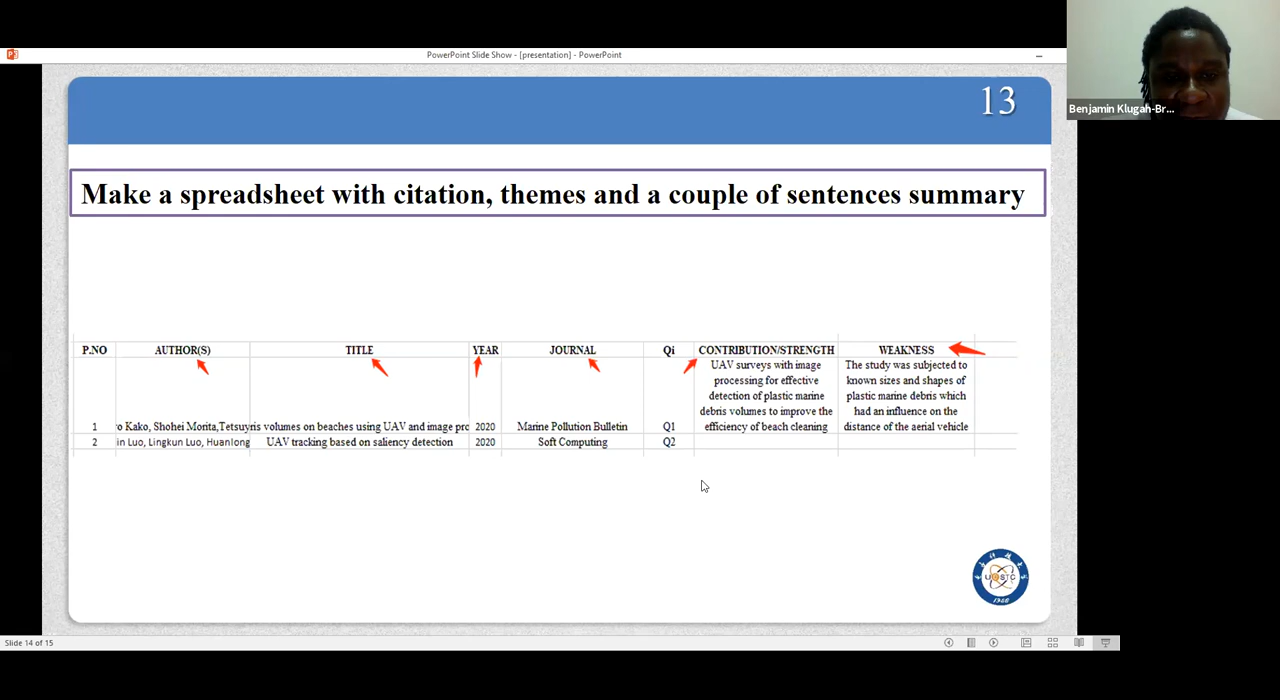 PowerPoint Slide Show - [presentation] - PowerPoint
Benjamin Klugah-Br...
13
Make a spreadsheet with citation, themes and a couple of sentences summary
P.NO AUTHOR(S) TITLE YEAR JOURNAL Qi CONTRIBUTION/STRENGTH WEAKNESS
UAV surveys with image The study was subjected to
processing for effective known sizes and shapes of
detection of plastic marine plastic marine debris which
debris volumes to improve the had an influence on the
1 o Kako, Shohei Morita,Tetsuy is volumes on beaches using UAV and image pro 2020 Marine Pollution Bulletin Q1 efficiency of beach cleaning distance of the aerial vehicle
2 in Luo, Lingkun Luo, Huanlong UAV tracking based on saliency detection 2020 Soft Computing Q2
1956
Slide 14 of 15